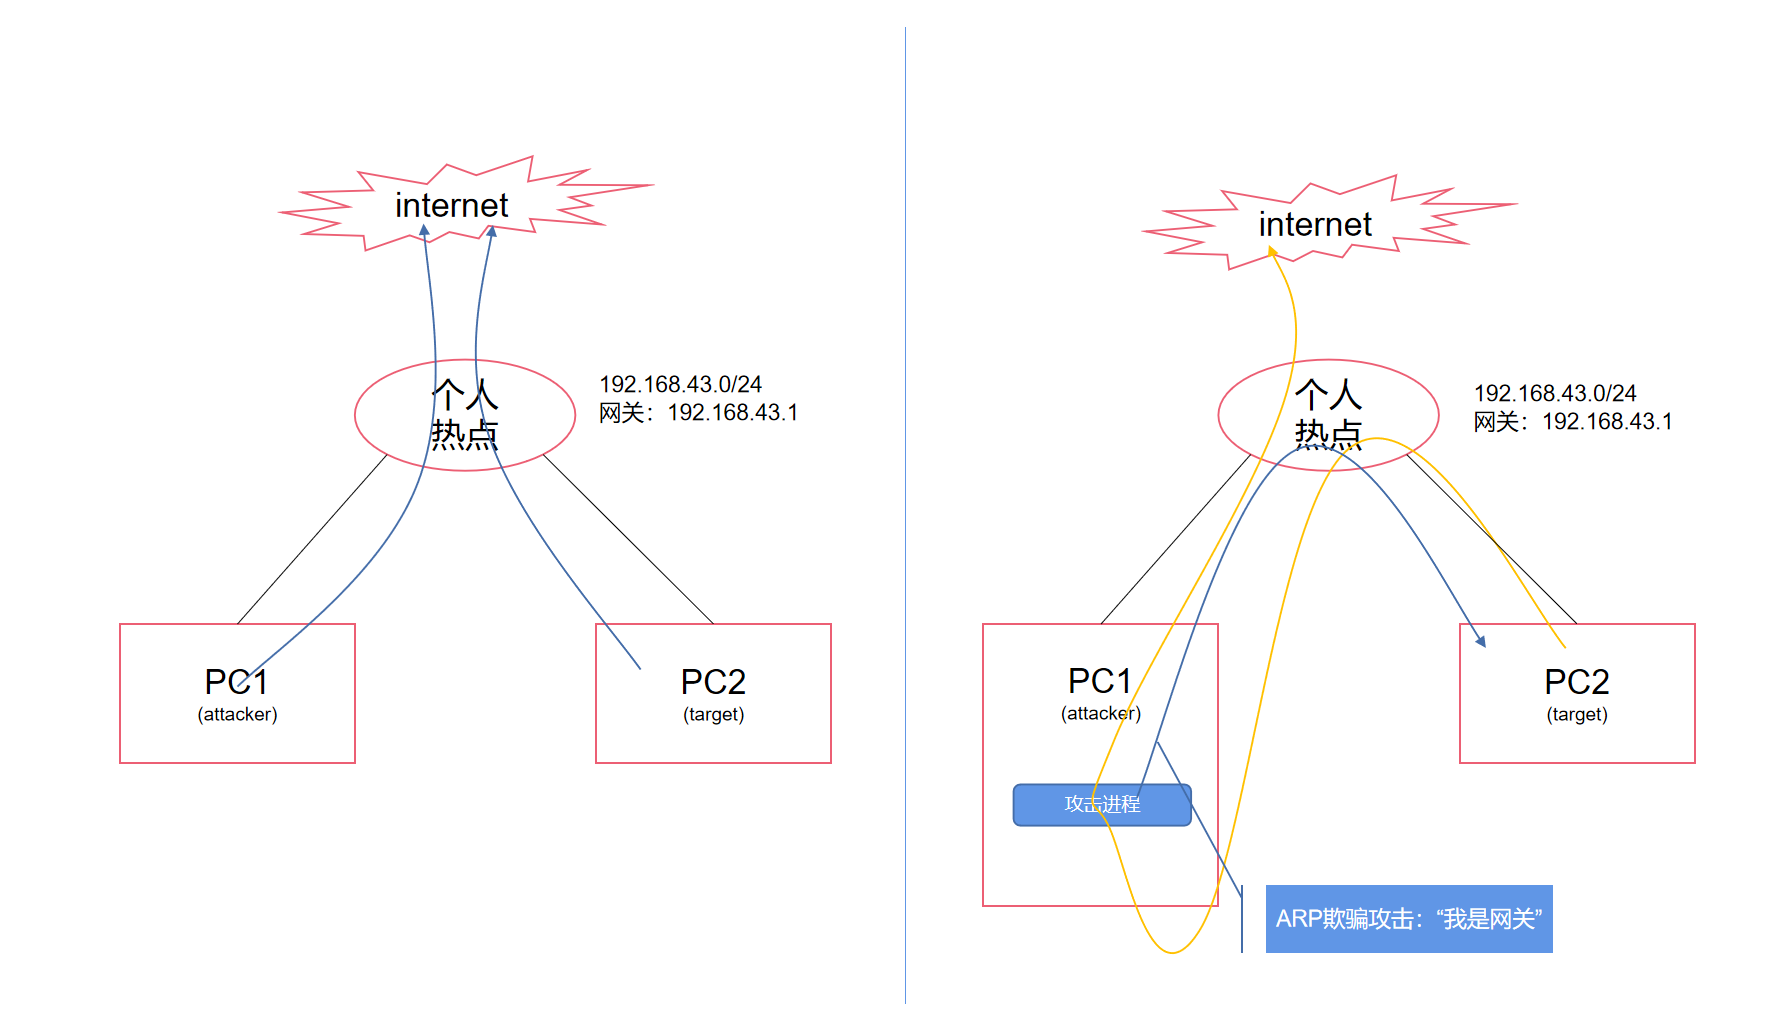 internet
个人
热点
192.168.43.0/24
网关：192.168.43.1
PC1
(attacker)
PC2
(target)
internet
个人
热点
192.168.43.0/24
网关：192.168.43.1
PC1
(attacker)
PC2
(target)
攻击进程
ARP欺骗攻击：“我是网关”